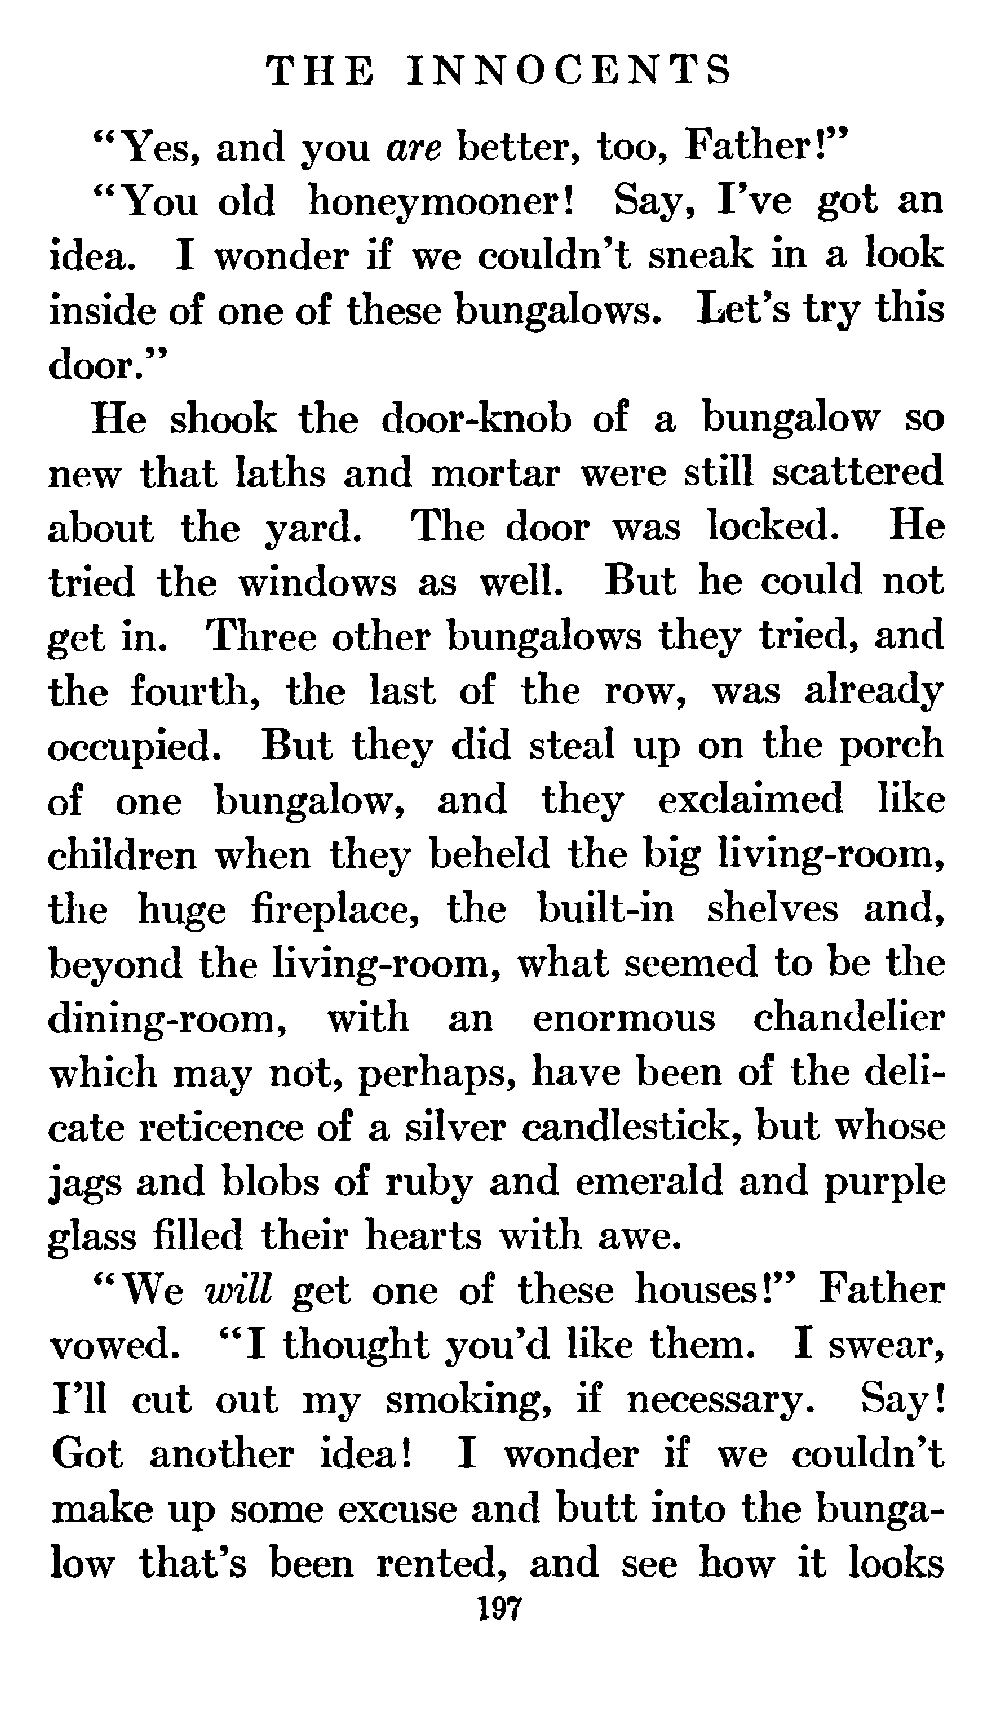 THE INNOCENTS
“Yes, and you are better, too, Father!”
“You old honeymooner! Say, I’ve got an
idea. I wonder if we couldn’t sneak in a look
inside of one of these bungalows. Let’s try this
door.”
He shook the door-knob of a bungalow so
new that laths and mortar were still scattered
about the yard. The door was locked. He
tried the windows as well. But he could not
get in. Three other bungalows they tried, and
the fourth, the last of the row, was already
occupied. But they did steal up on the porch
of one bungalow, and they exclaimed like
children when they beheld the big living-room,
the huge fireplace, the built-in shelves and,
beyond the living-room, what seemed to be the
dining-room, with an enormous chandelier
which may not, perhaps, have been of the deli-
cate reticence of a silver candlestick, but whose
jags and blobs of ruby and emerald and purple
glass filled their hearts with awe.
“We will get one of these houses!” Father
vowed. “I thought you’d like them. I swear,
I’ll cut out my smoking, if necessary. Say!
Got another idea! I wonder if we couldn’t
make up some excuse and butt into the bunga-
low that’s been rented, and see how it looks
197